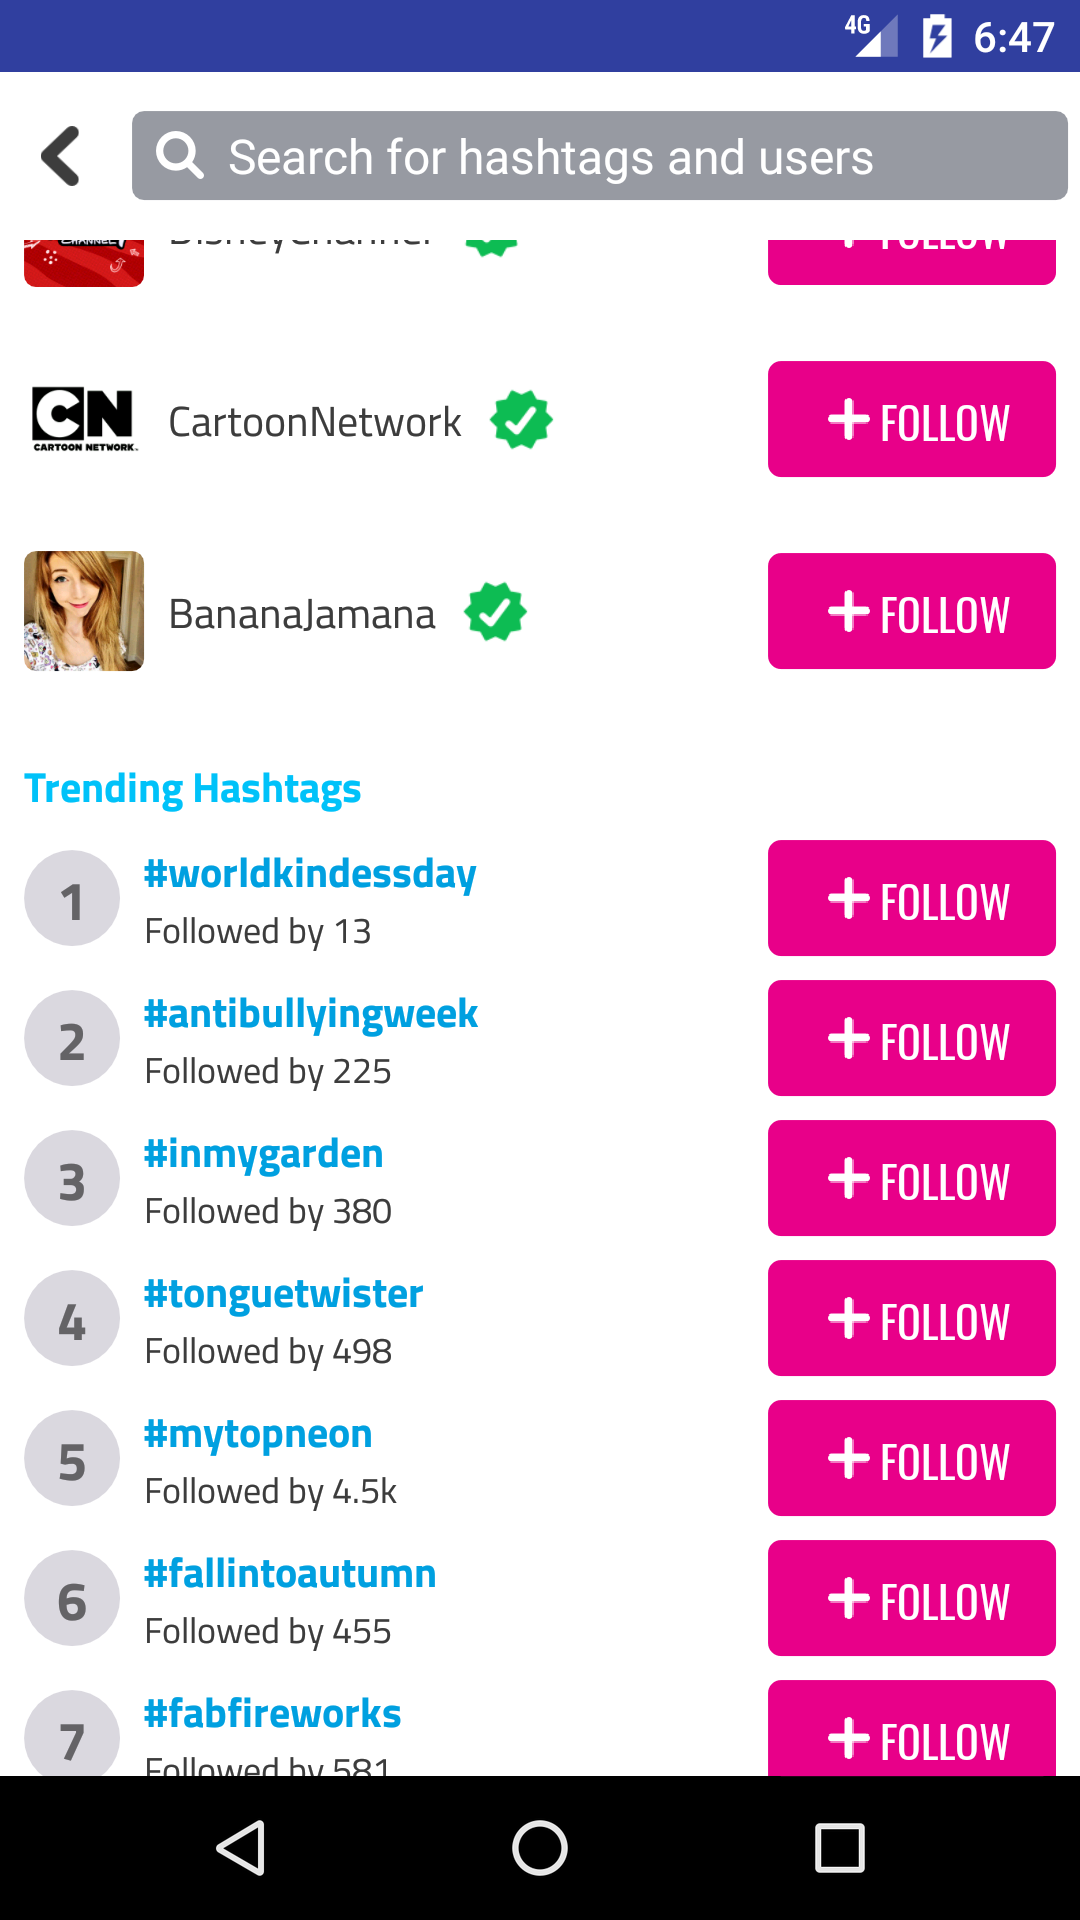 4G 6:47
Search for hashtags and users
DisneyChannel + FOLLOW
CN
CARTOON NETWORK
CartoonNetwork + FOLLOW
BananaJamana + FOLLOW
Trending Hashtags
1 #worldkindessday + FOLLOW
Followed by 13
2 #antibullyingweek + FOLLOW
Followed by 225
3 #inmygarden + FOLLOW
Followed by 380
4 #tonguetwister + FOLLOW
Followed by 498
5 #mytopneon + FOLLOW
Followed by 4.5k
6 #fallintoautumn + FOLLOW
Followed by 455
7 #fabfireworks + FOLLOW
Followed by 581